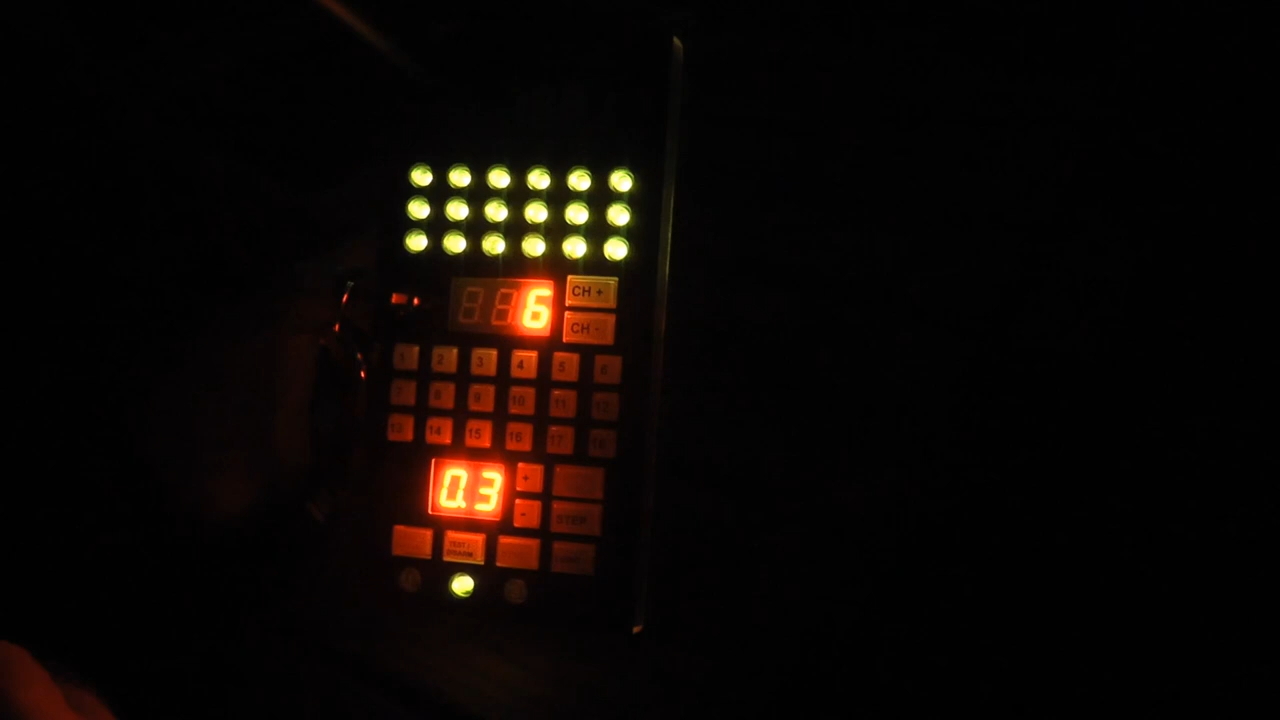 6
CH +
CH -
1 2 3 4 5 6
7 8 9 10 11 12
13 14 15 16 17 18
0.3
+
-
STEP
TEST/
DISARM